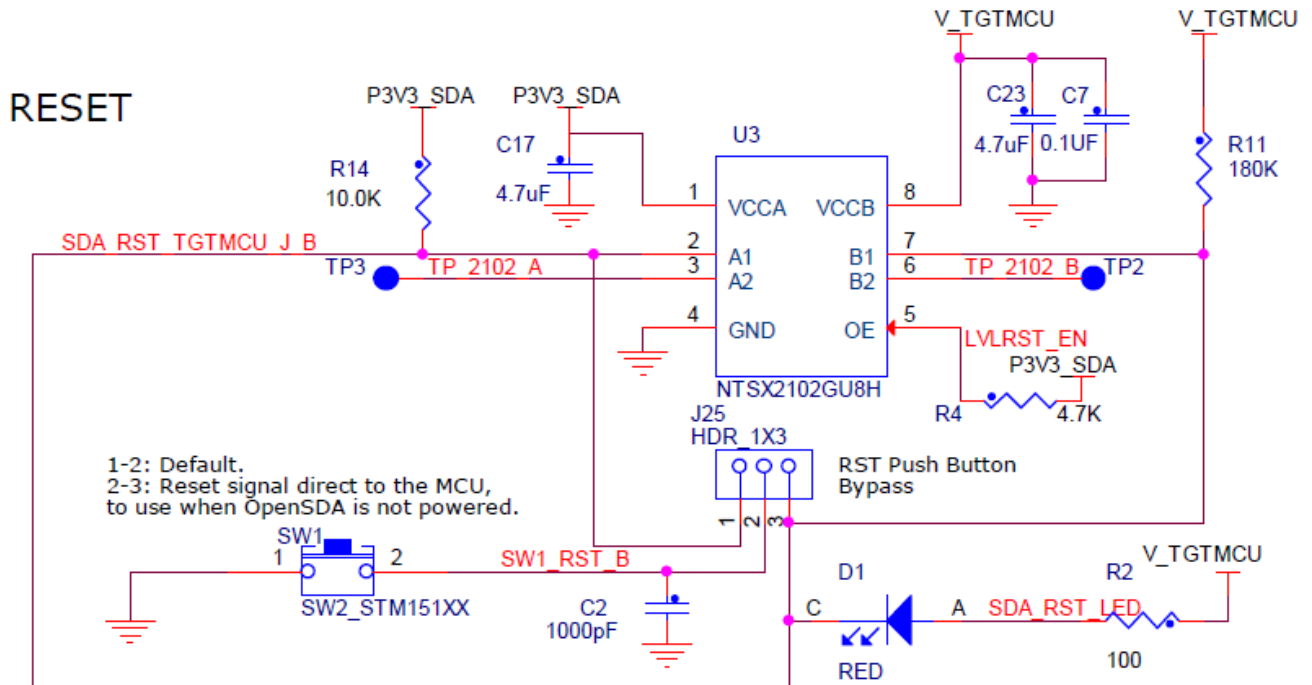 RESET
V_TGTMCU
V_TGTMCU
P3V3_SDA
P3V3_SDA
C23
C7
4.7uF
0.1UF
R11
180K
C17
4.7uF
U3
R14
10.0K
1
VCCA
VCCB
8
SDA_RST_TGTMCU_J_B
2
A1
B1
7
TP3
TP_2102_A
3
A2
B2
6
TP_2102_B
TP2
4
GND
OE
5
LVLRST_EN
P3V3_SDA
NTSX2102GU8H
R4
4.7K
J25
HDR_1X3
RST Push Button
Bypass
1
2
3
1-2: Default.
2-3: Reset signal direct to the MCU,
to use when OpenSDA is not powered.
SW1
1
2
SW1_RST_B
SW2_STM151XX
C2
1000pF
D1
C
A
SDA_RST_LED
R2
V_TGTMCU
RED
100